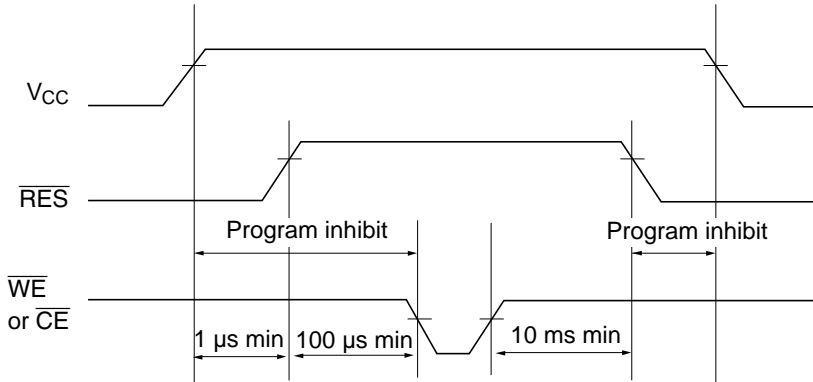 VCC
RES
Program inhibit
Program inhibit
WE
or CE
1 µs min
100 µs min
10 ms min